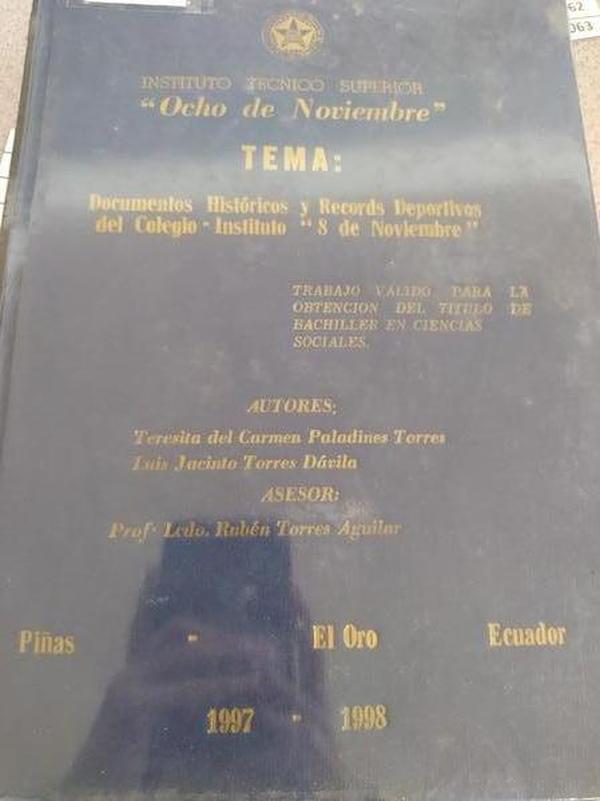 62
063
INSTITUTO TECNICO SUPERIOR
"Ocho de Noviembre"
TEMA:
Documentos Históricos y Records Deportivos
del Colegio - Instituto "8 de Noviembre"
TRABAJO VALIDO PARA LA
OBTENCION DEL TITULO DE
BACHILLER EN CIENCIAS
SOCIALES.
AUTORES:
Teresita del Carmen Paladines Torres
Luis Jacinto Torres Dávila
ASESOR:
Prof. Lcdo. Rubén Torres Aguilar
Piñas - El Oro Ecuador
1997 - 1998